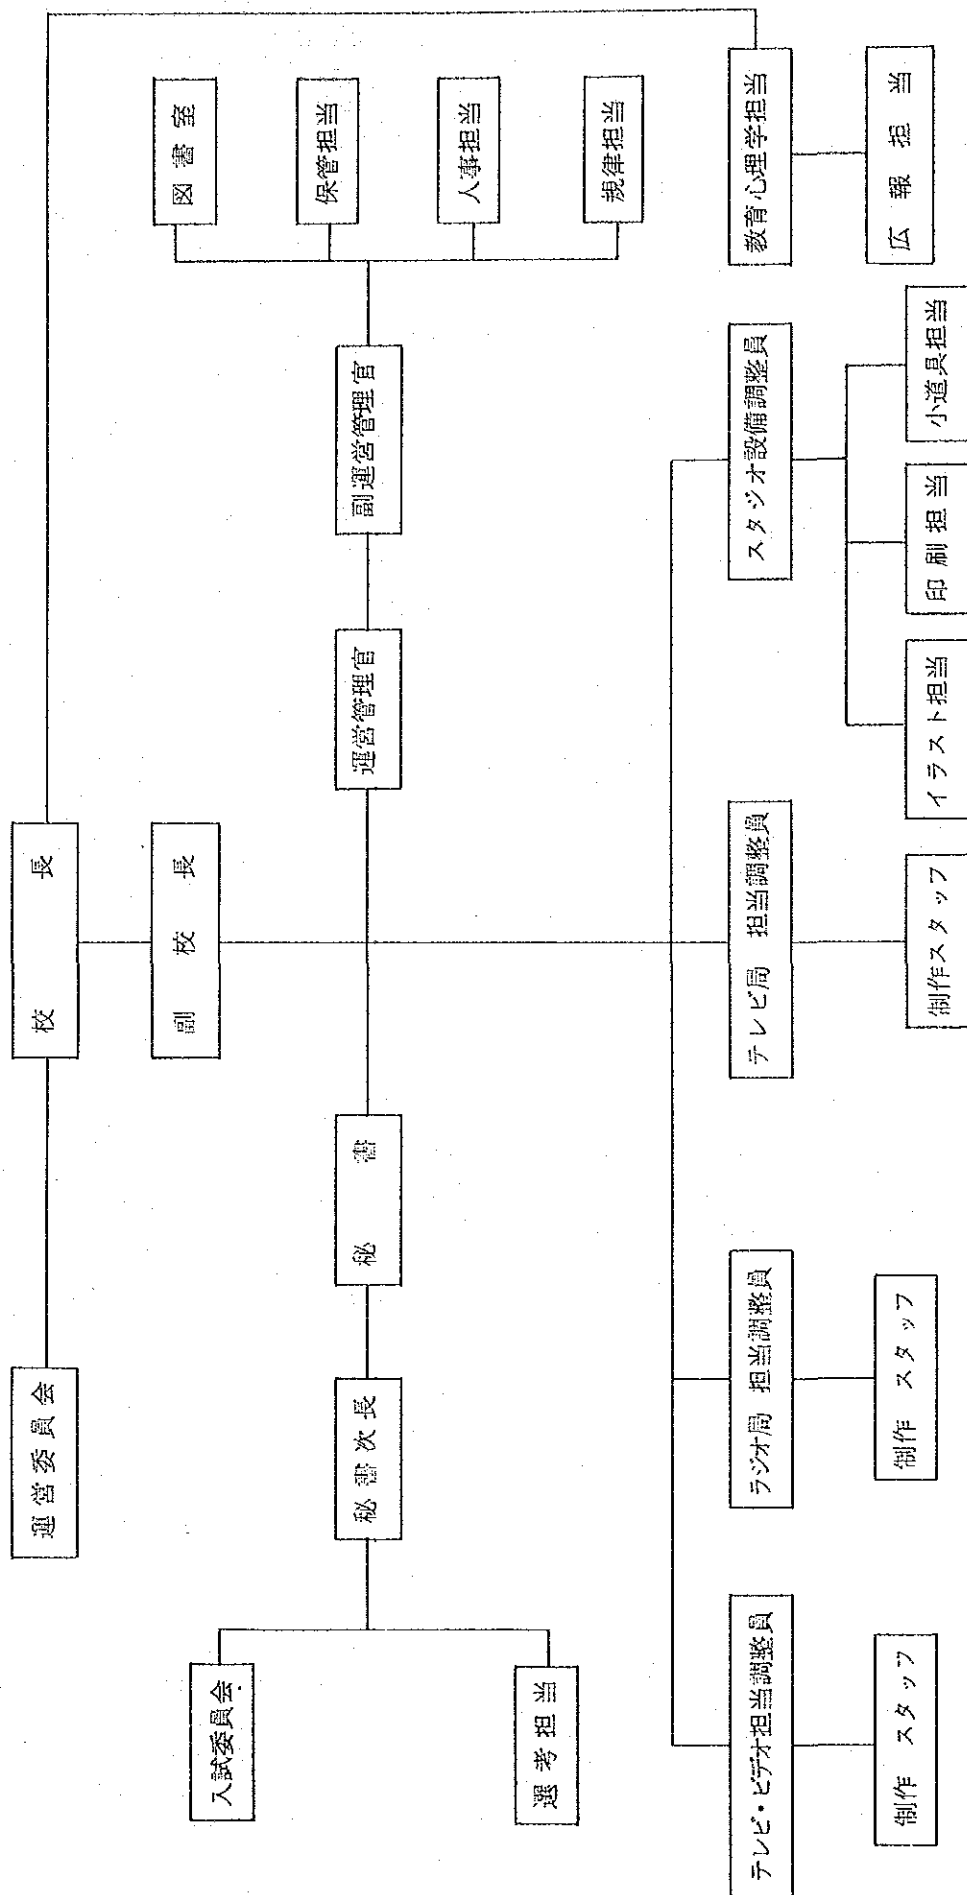 校長
運営委員会
副校長
入試委員会
選考担当
秘書次長
秘書
運営管理官
副運営管理官
図書室
保管担当
人事担当
規律担当
テレビ・ビデオ担当調整員
ラジオ局 担当調整員
テレビ局 担当調整員
スタジオ設備調整員
教育心理学担当
制作 スタッフ
制作 スタッフ
制作スタッフ
イラスト担当
印刷担当
小道具担当
広報担当